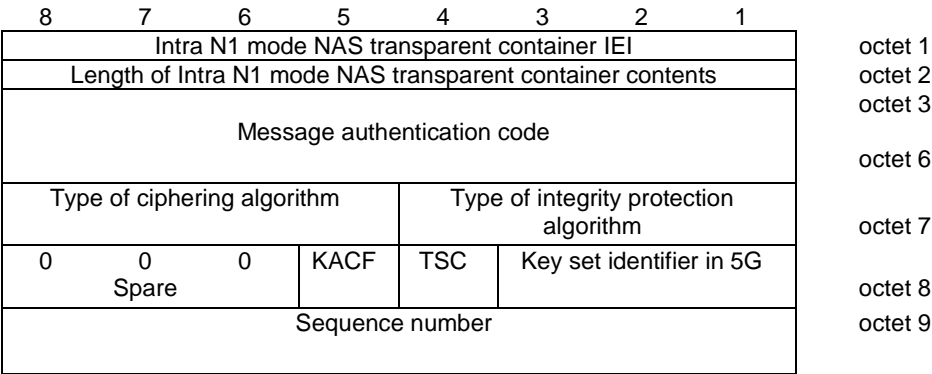 8 7 6 5 4 3 2 1
Intra N1 mode NAS transparent container IEI octet 1
Length of Intra N1 mode NAS transparent container contents octet 2
octet 3
Message authentication code
octet 6
Type of ciphering algorithm Type of integrity protection
algorithm octet 7
0 0 0 KACF TSC Key set identifier in 5G
Spare octet 8
Sequence number octet 9